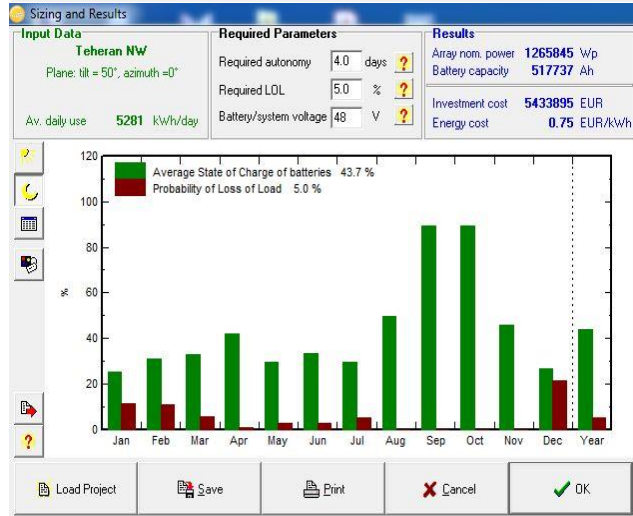 Sizing and Results
Input Data
Teheran NW
Plane: tilt = 50°, azimuth =0°
Av. daily use 5281 kWh/day
Required Parameters
Required autonomy 4.0 days ?
Required LOL 5.0 % ?
Battery/system voltage 48 V ?
Results
Array nom. power 1265845 Wp
Battery capacity 517737 Ah
Investment cost 5433895 EUR
Energy cost 0.75 EUR/kWh
Average State of Charge of batteries 43.7 %
Probability of Loss of Load 5.0 %
%
120
100
80
60
40
20
0
Jan Feb Mar Apr May Jun Jul Aug Sep Oct Nov Dec Year
?
Load Project Save Print Cancel OK